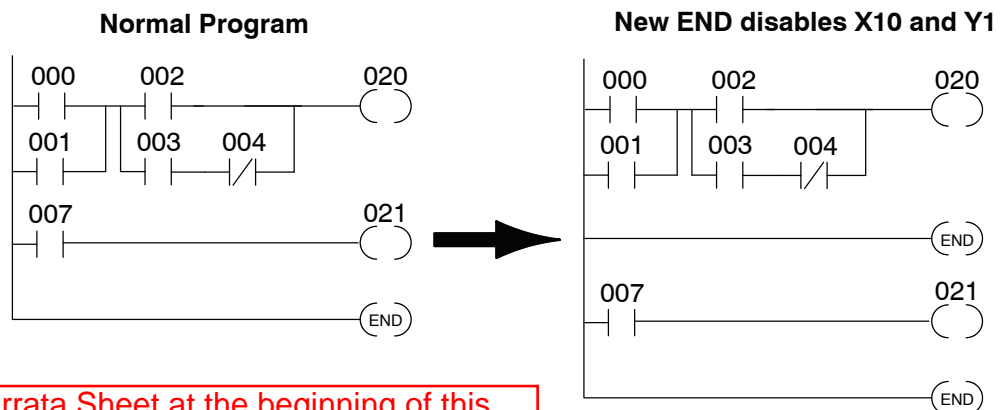 Normal Program
000 002 020
001 003 004
007 021
END
New END disables X10 and Y1
000 002 020
001 003 004
END
007 021
END
rrata Sheet at the beginning of this